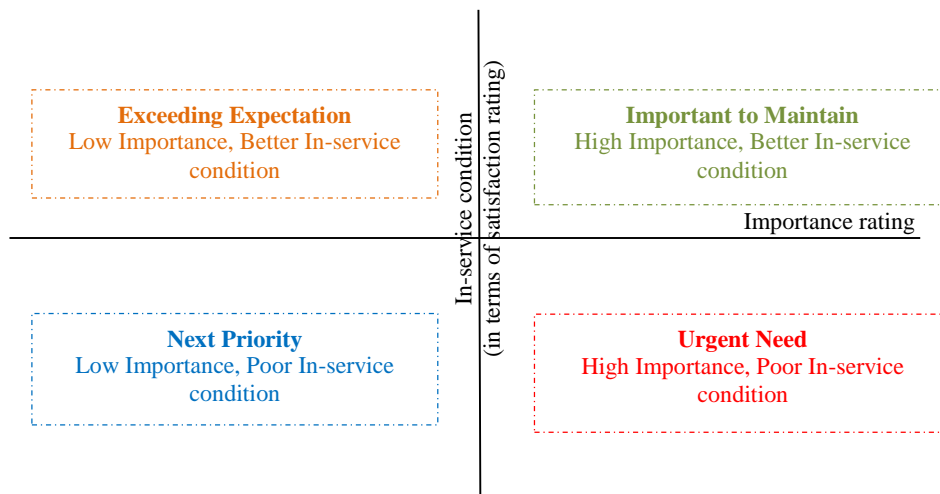 Exceeding Expectation
Low Importance, Better In-service
condition
Important to Maintain
High Importance, Better In-service
condition
In-service condition
(in terms of satisfaction rating)
Importance rating
Next Priority
Low Importance, Poor In-service
condition
Urgent Need
High Importance, Poor In-service
condition